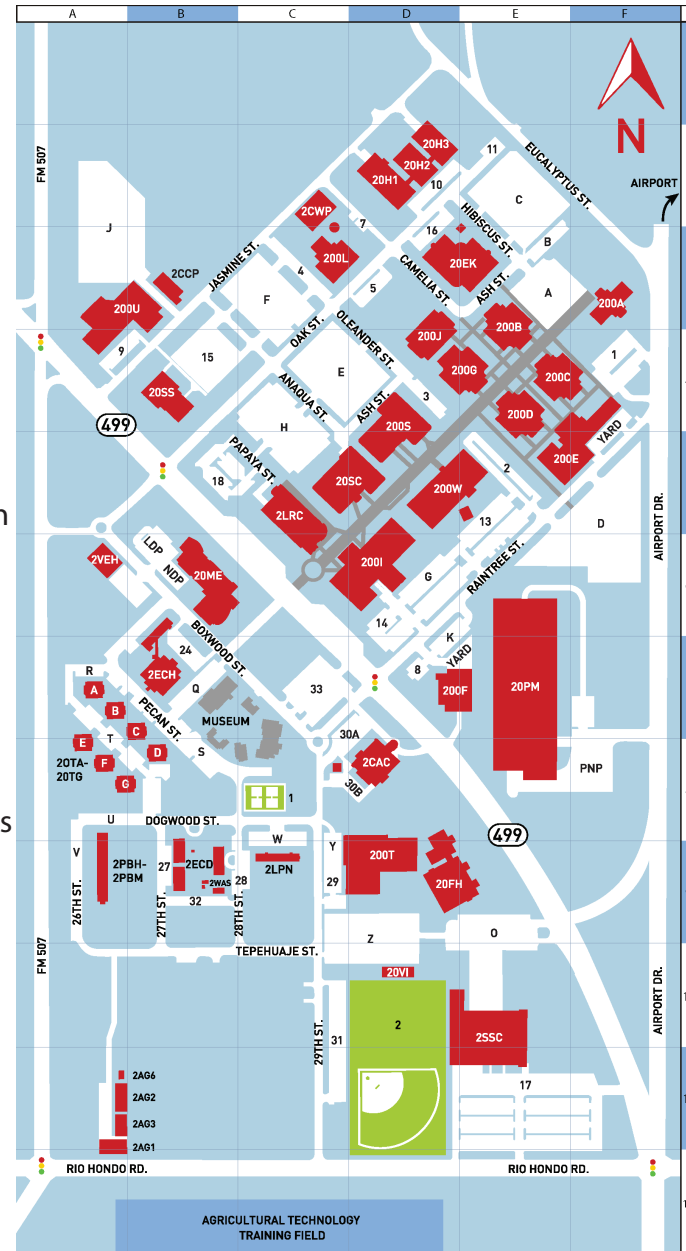 A B C D E F
N
FM 507
EUCALYPTUS ST.
AIRPORT
20H3
20H2
20H1
11
10
C
J
2CWP
7
16
HIBISCUS ST.
B
200L
20EK
JASMINE ST.
2CCP
4
5
CAMELIA ST.
ASH ST.
A
F
200U
200A
OAK ST.
OLEANDER ST.
200J
200B
9
15
1
E
200G
200C
20SS
ANAQUA ST.
ASH ST.
3
499
H
200S
200D
YARD
PAPAYA ST.
200E
18
20SC
2
200W
n
2LRC
13
D
AIRPORT DR.
LDP
NDP
2VEH
20ME
200I
G
RAINTREE ST.
14
K
BOXWOOD ST.
24
YARD
8
R
2ECH
A
Q
33
200F
20PM
B
PECAN ST.
MUSEUM
C
30A
E
T
D
S
F
2CAC
20TA-
20TG
G
30B
PNP
1
U
DOGWOOD ST.
s
499
V
W
Y
2PBH-
2PBM
27
2ECD
2LPN
200T
2WAS
28
29
20FH
26TH ST.
27TH ST.
32
28TH ST.
Z
O
TEPEHUAJE ST.
FM 507
20VI
AIRPORT DR.
29TH ST.
31
2
2SSC
2AG6
17
2AG2
2AG3
2AG1
RIO HONDO RD.
RIO HONDO RD.
AGRICULTURAL TECHNOLOGY
TRAINING FIELD